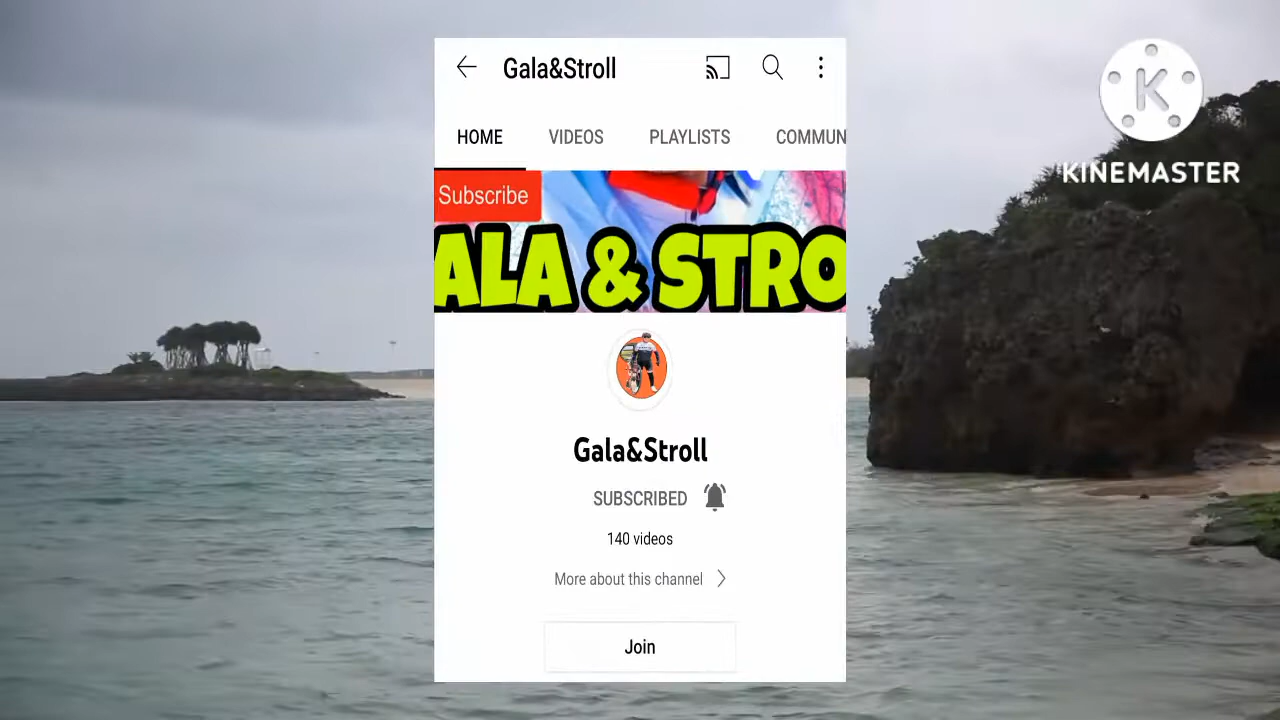 Gala&Stroll
HOME VIDEOS PLAYLISTS COMMUN
Subscribe
ALA & STRO
Gala&Stroll
SUBSCRIBED
140 videos
More about this channel
Join
K
KINEMASTER